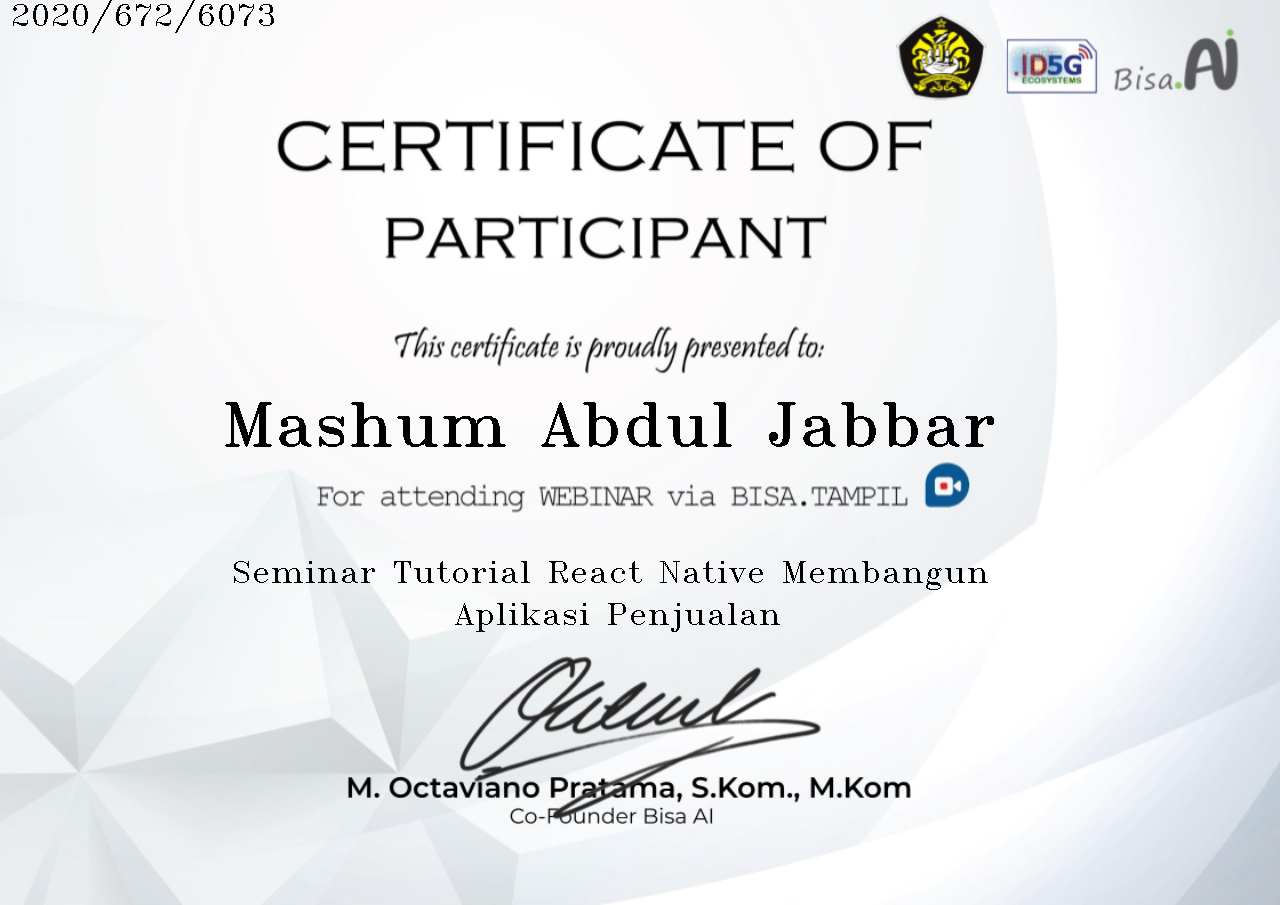 2020/672/6073
.ID5G
ECOSYSTEMS
Bisa.AI
CERTIFICATE OF
PARTICIPANT
This certificate is proudly presented to:
Mashum Abdul Jabbar
For attending WEBINAR via BISA.TAMPIL
Seminar Tutorial React Native Membangun
Aplikasi Penjualan
M. Octaviano Pratama, S.Kom., M.Kom
Co-Founder Bisa AI